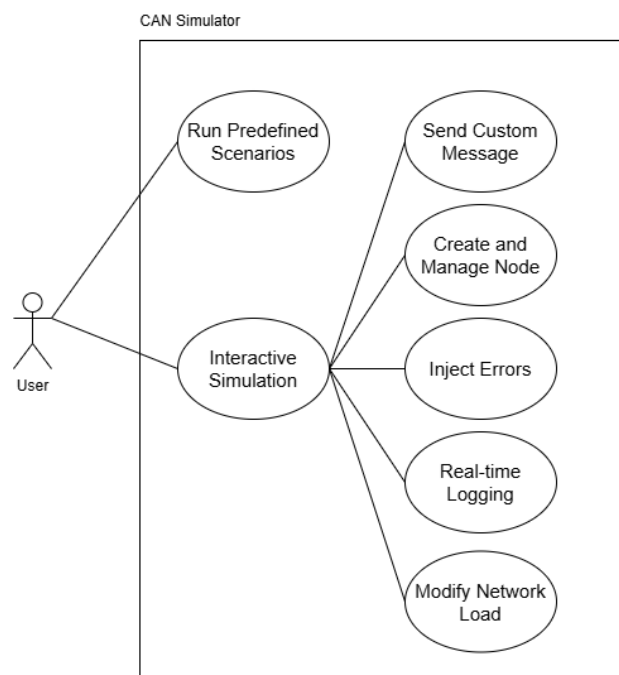 CAN Simulator
Run Predefined
Scenarios
Send Custom
Message
Create and
Manage Node
User
Interactive
Simulation
Inject Errors
Real-time
Logging
Modify Network
Load